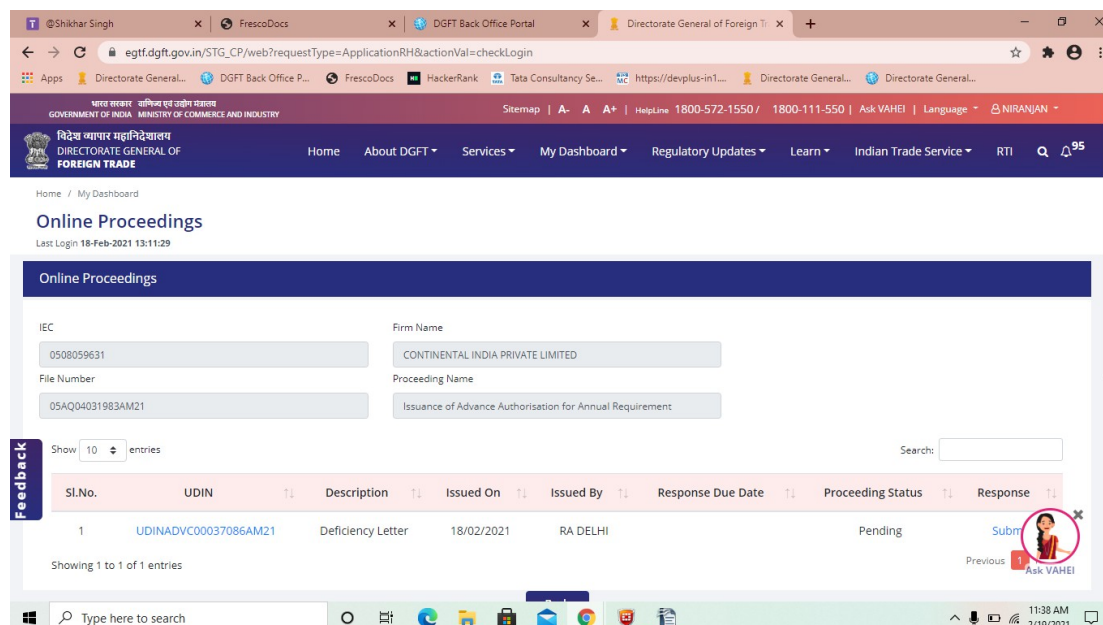 @Shikhar Singh FrescoDocs DGFT Back Office Portal Directorate General of Foreign Tr
egtf.dgft.gov.in/STG_CP/web?requestType=ApplicationRH&actionVal=checkLogin
Apps Directorate General... DGFT Back Office P... FrescoDocs HackerRank Tata Consultancy Se... https://devplus-in1.... Directorate General... Directorate General...
भारत सरकार वाणिज्य एवं उद्योग मंत्रालय
GOVERNMENT OF INDIA MINISTRY OF COMMERCE AND INDUSTRY
Sitemap | A- A A+ | HelpLine 1800-572-1550 / 1800-111-550 | Ask VAHEI | Language NIRANJAN
विदेश व्यापार महानिदेशालय
DIRECTORATE GENERAL OF
FOREIGN TRADE
Home About DGFT Services My Dashboard Regulatory Updates Learn Indian Trade Service RTI 95
Home / My Dashboard
Online Proceedings
Last Login 18-Feb-2021 13:11:29
Online Proceedings
IEC Firm Name
0508059631 CONTINENTAL INDIA PRIVATE LIMITED
File Number Proceeding Name
05AQ04031983AM21 Issuance of Advance Authorisation for Annual Requirement
Feedback
Show 10 entries Search:
Sl.No. UDIN Description Issued On Issued By Response Due Date Proceeding Status Response
1 UDINADVC00037086AM21 Deficiency Letter 18/02/2021 RA DELHI Pending Subm
Showing 1 to 1 of 1 entries Previous 1
Ask VAHEI
Type here to search 11:38 AM
2/19/2021